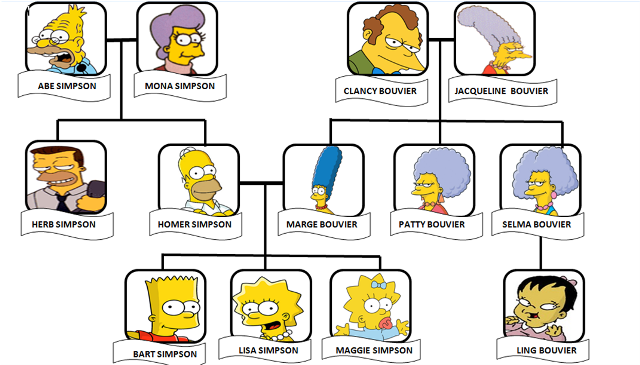 ABE SIMPSON
MONA SIMPSON
CLANCY BOUVIER
JACQUELINE BOUVIER
HERB SIMPSON
HOMER SIMPSON
MARGE BOUVIER
PATTY BOUVIER
SELMA BOUVIER
BART SIMPSON
LISA SIMPSON
MAGGIE SIMPSON
LING BOUVIER